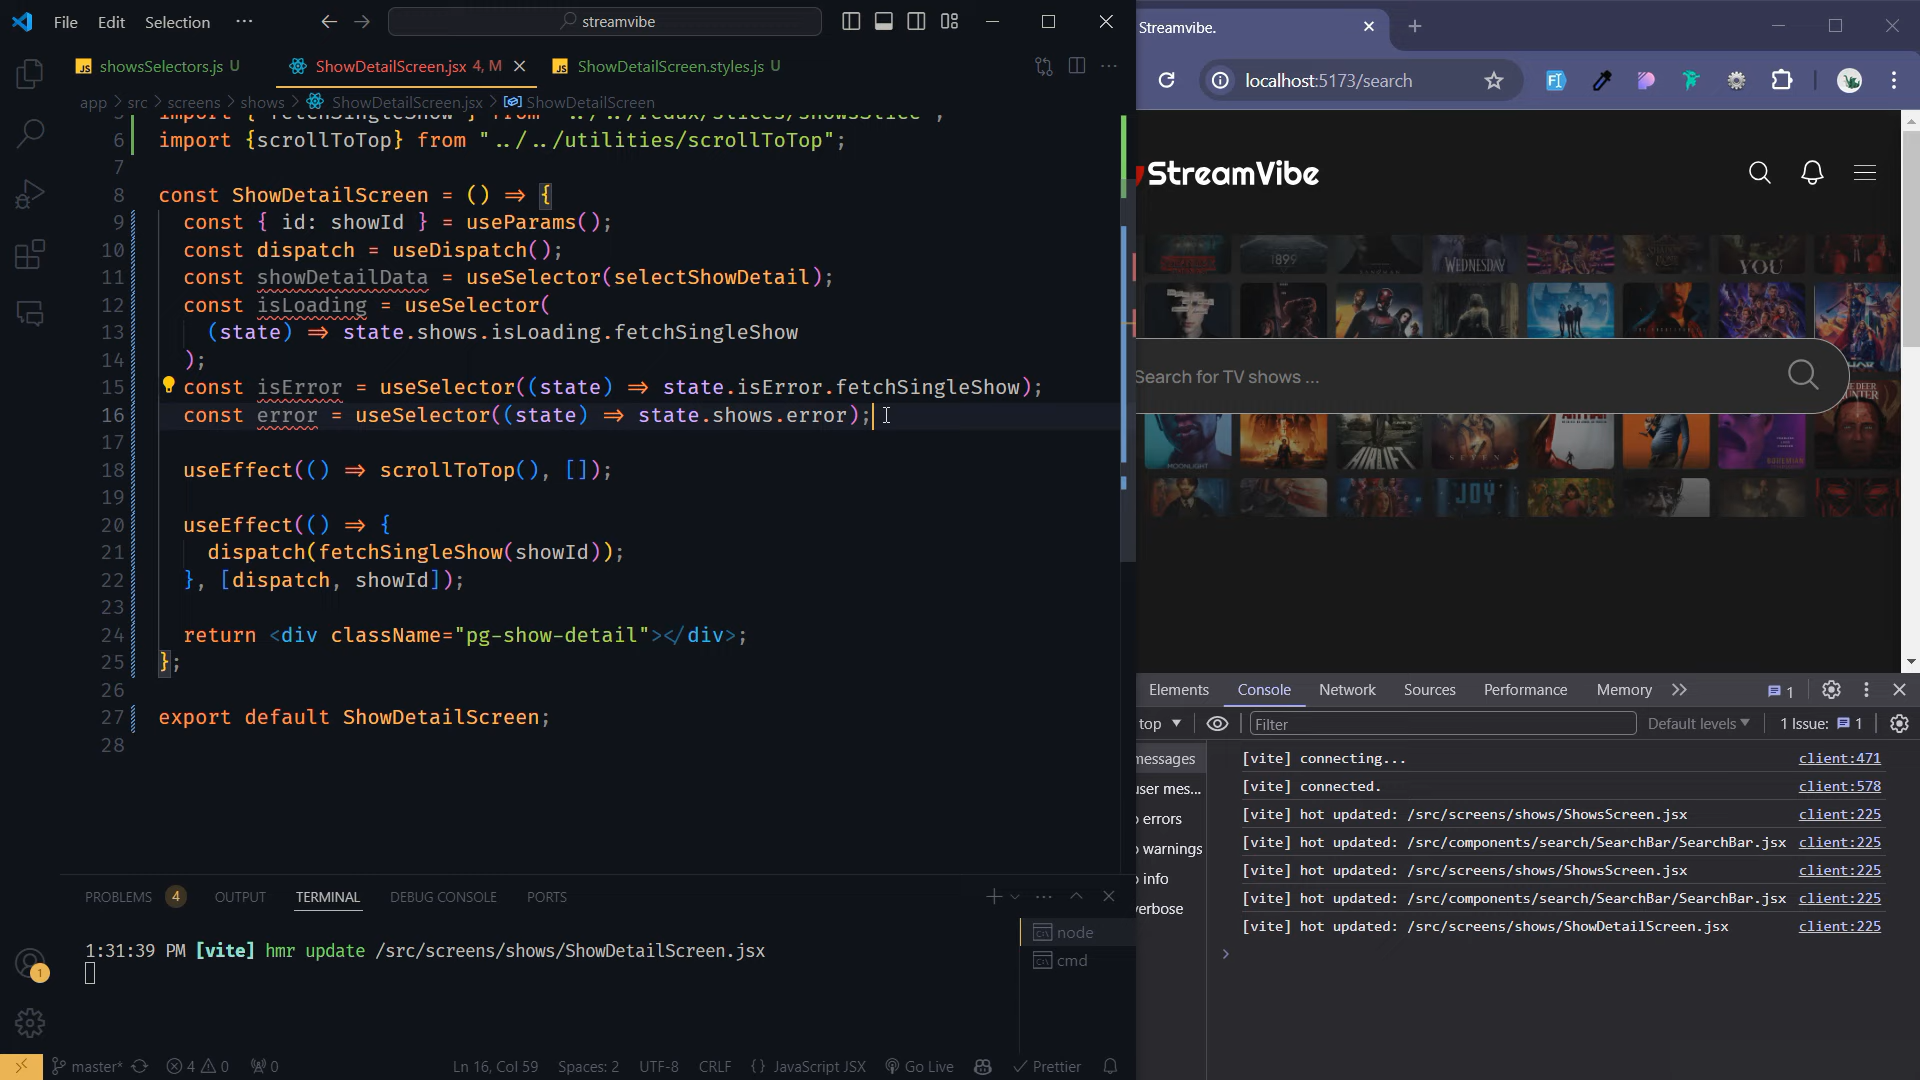 File Edit Selection ··· streamvibe
showsSelectors.js U ShowDetailScreen.jsx 4, M ShowDetailScreen.styles.js U
app > src > screens > shows > ShowDetailScreen.jsx > ShowDetailScreen
6 import {scrollToTop} from "../../utilities/scrollToTop";
7
8 const ShowDetailScreen = () => {
9 const { id: showId } = useParams();
10 const dispatch = useDispatch();
11 const showDetailData = useSelector(selectShowDetail);
12 const isLoading = useSelector(
13 (state) => state.shows.isLoading.fetchSingleShow
14 );
15 const isError = useSelector((state) => state.isError.fetchSingleShow);
16 const error = useSelector((state) => state.shows.error);
17
18 useEffect(() => scrollToTop(), []);
19
20 useEffect(() => {
21 dispatch(fetchSingleShow(showId));
22 }, [dispatch, showId]);
23
24 return <div className="pg-show-detail"></div>;
25 };
26
27 export default ShowDetailScreen;
28
PROBLEMS 4 OUTPUT TERMINAL DEBUG CONSOLE PORTS
1:31:39 PM [vite] hmr update /src/screens/shows/ShowDetailScreen.jsx
node
cmd
1
master* 4 0 0 Ln 16, Col 59 Spaces: 2 UTF-8 CRLF {} JavaScript JSX Go Live Prettier
Streamvibe.
localhost:5173/search
StreamVibe
1899 WEDNESDAY YOU
Search for TV shows ...
MOONLIGHT AIRLIFT SEVEN
JOY
Elements Console Network Sources Performance Memory 1
top Filter Default levels 1 Issue: 1
messages
user mes...
errors
warnings
info
verbose
[vite] connecting... client:471
[vite] connected. client:578
[vite] hot updated: /src/screens/shows/ShowsScreen.jsx client:225
[vite] hot updated: /src/components/search/SearchBar/SearchBar.jsx client:225
[vite] hot updated: /src/screens/shows/ShowsScreen.jsx client:225
[vite] hot updated: /src/components/search/SearchBar/SearchBar.jsx client:225
[vite] hot updated: /src/screens/shows/ShowDetailScreen.jsx client:225